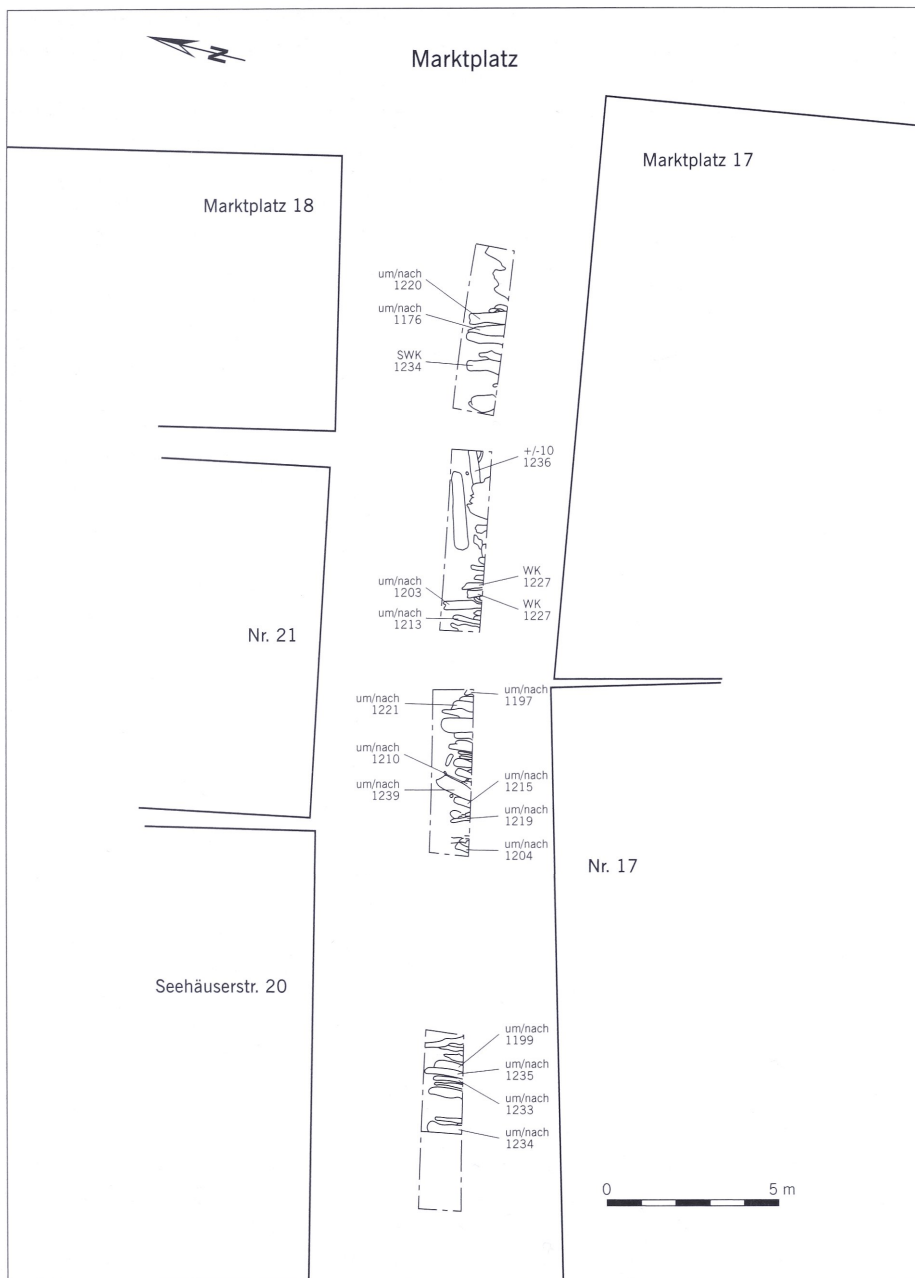 N
Marktplatz
Marktplatz 17
Marktplatz 18
um/nach
1220
um/nach
1176
SWK
1234
+/-10
1236
WK
1227
um/nach
1203
WK
1227
um/nach
1213
Nr. 21
um/nach
1197
um/nach
1221
um/nach
1210
um/nach
1239
um/nach
1215
um/nach
1219
um/nach
1204
Nr. 17
Seehäuserstr. 20
um/nach
1199
um/nach
1235
um/nach
1233
um/nach
1234
0
5 m